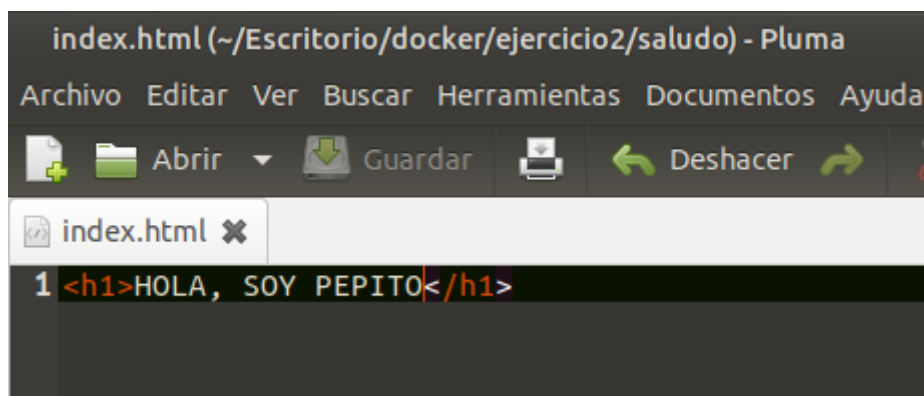 index.html (~/Escritorio/docker/ejercicio2/saludo) - Pluma
Archivo Editar Ver Buscar Herramientas Documentos Ayuda
Abrir Guardar Deshacer
index.html
1 <h1>HOLA, SOY PEPITO</h1>